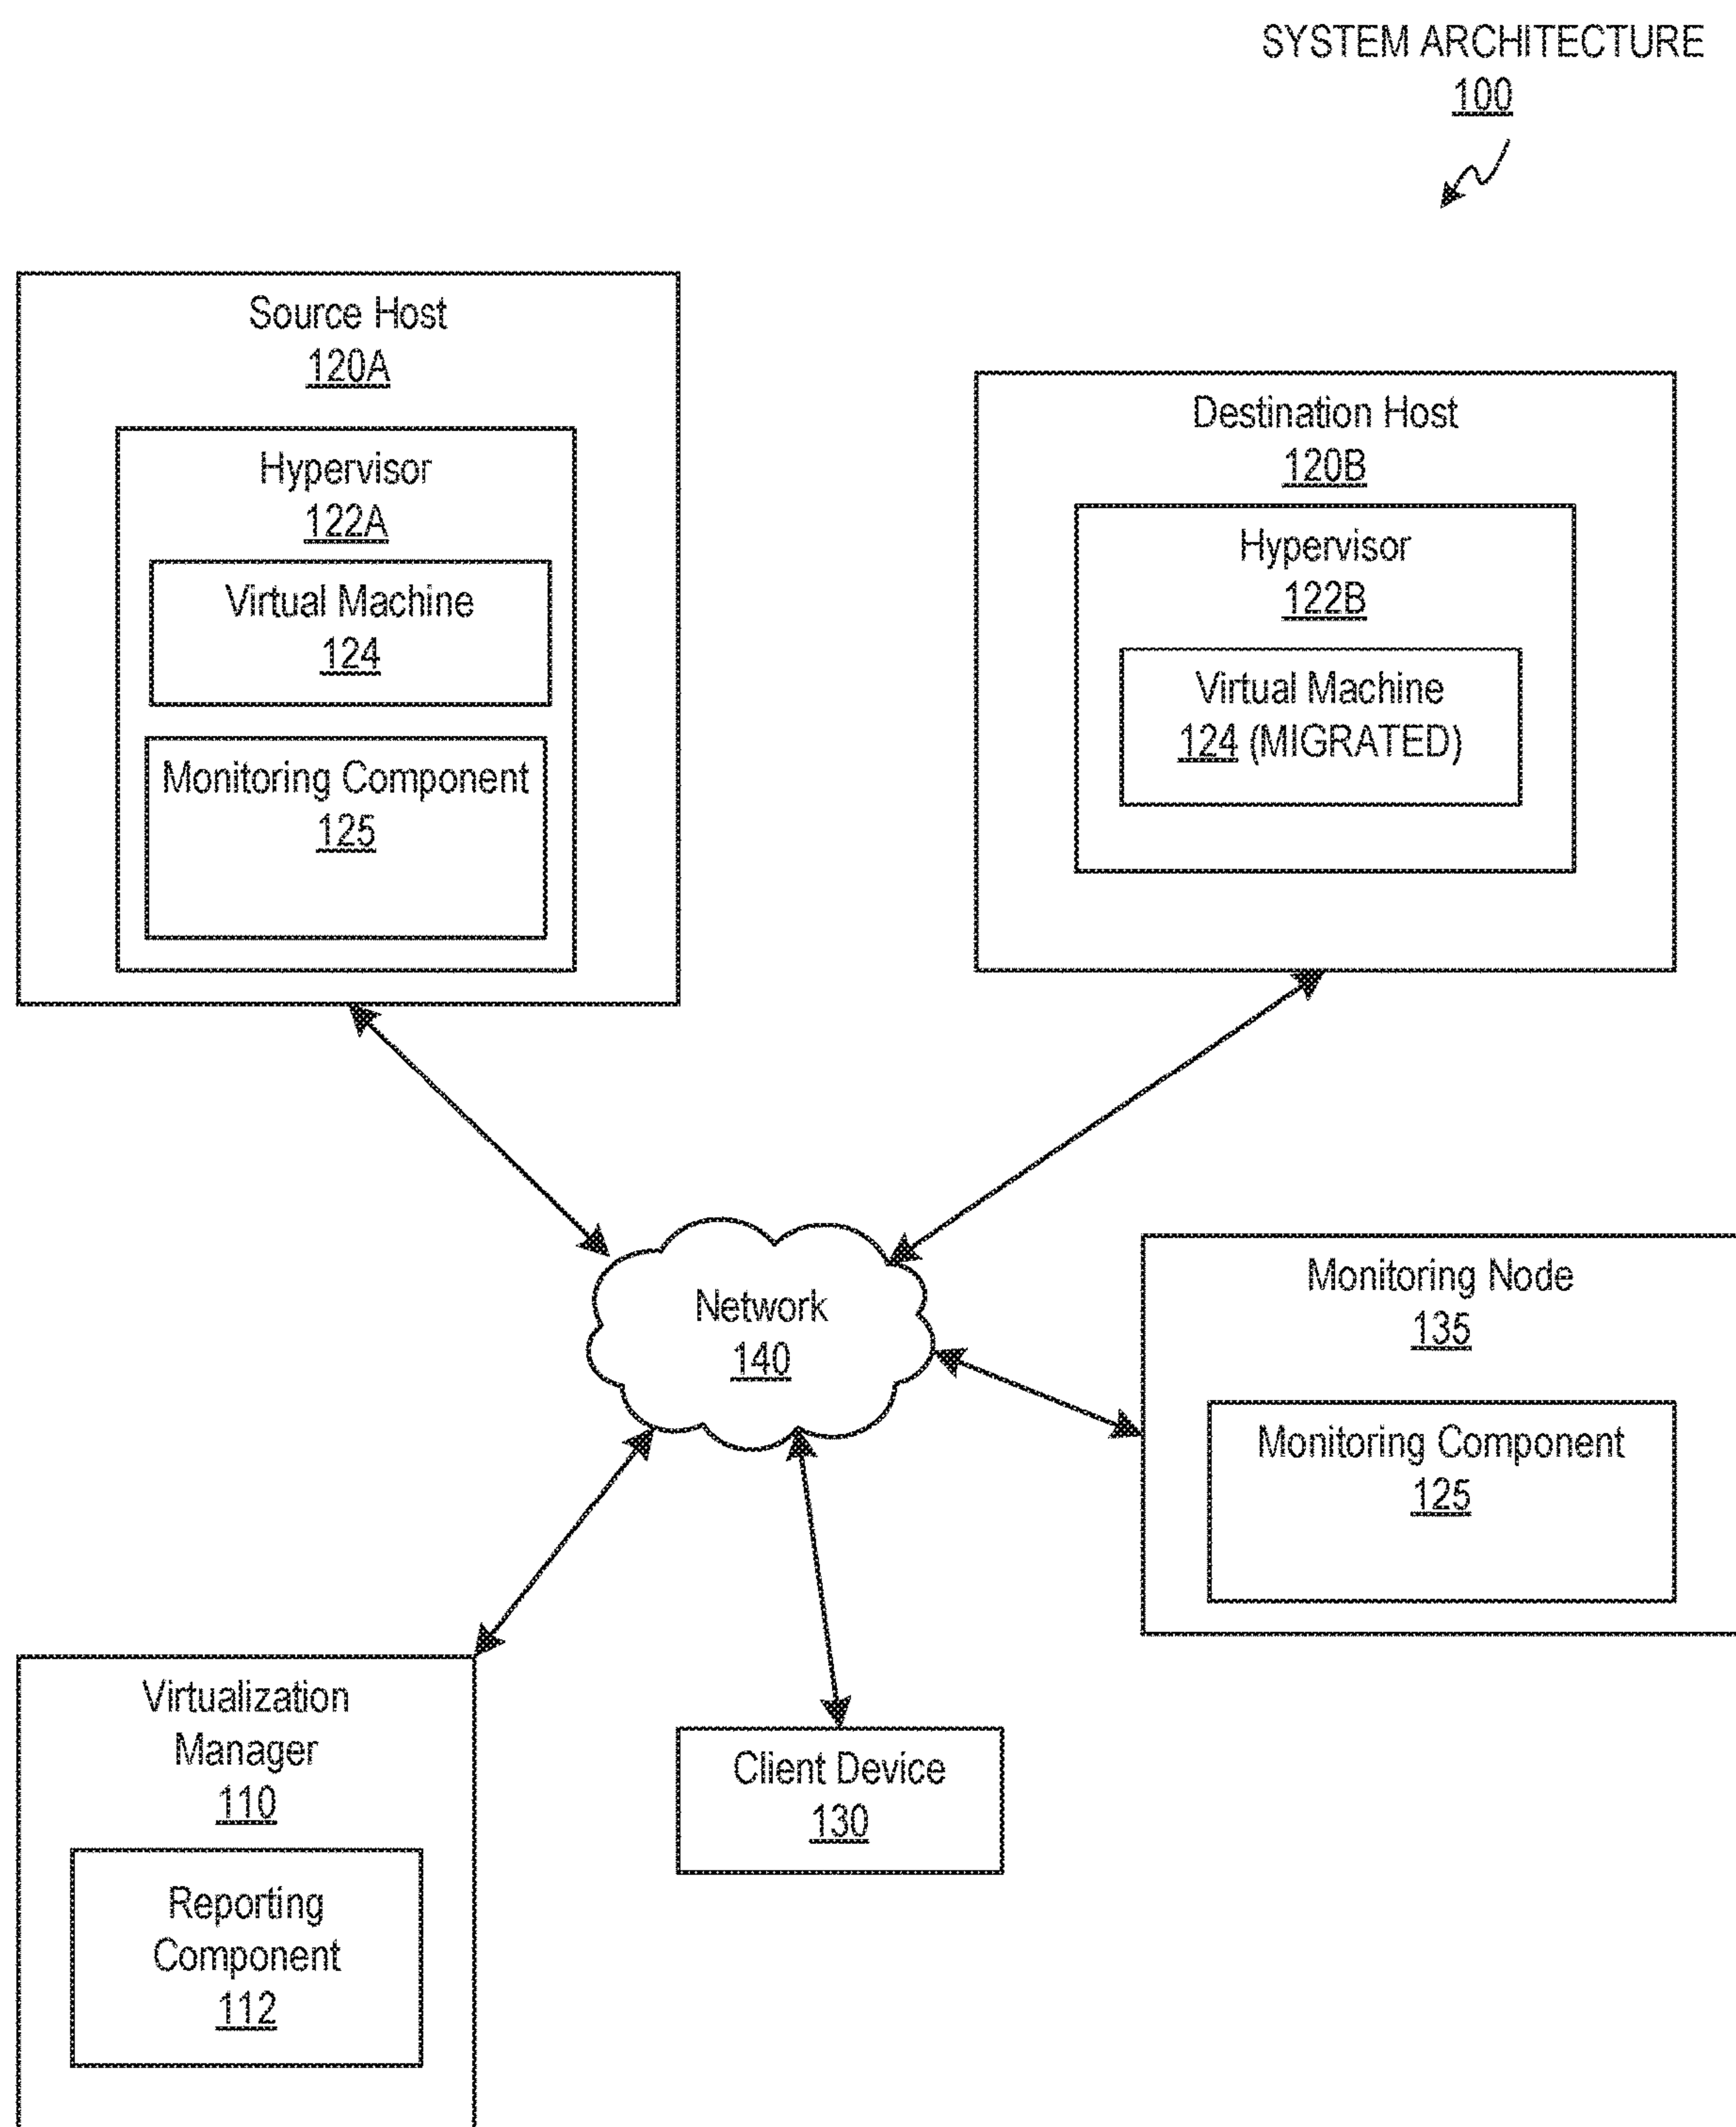 SYSTEM ARCHITECTURE
100
Source Host
120A
Hypervisor
122A
Virtual Machine
124
Monitoring Component
125
Destination Host
120B
Hypervisor
122B
Virtual Machine
124 (MIGRATED)
Network
140
Monitoring Node
135
Monitoring Component
125
Virtualization
Manager
110
Reporting
Component
112
Client Device
130